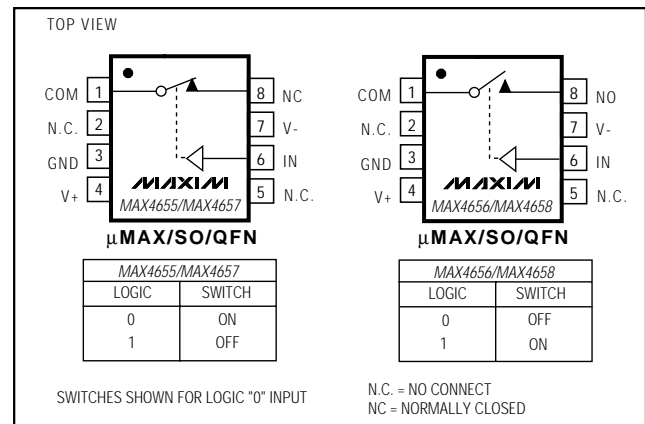 TOP VIEW
COM 1
8 NC
N.C. 2
7 V-
GND 3
6 IN
V+ 4
5 N.C.
MAXIM
MAX4655/MAX4657
µMAX/SO/QFN
MAX4655/MAX4657
LOGIC SWITCH
0 ON
1 OFF
SWITCHES SHOWN FOR LOGIC "0" INPUT
COM 1
8 NO
N.C. 2
7 V-
GND 3
6 IN
V+ 4
5 N.C.
MAXIM
MAX4656/MAX4658
µMAX/SO/QFN
MAX4656/MAX4658
LOGIC SWITCH
0 OFF
1 ON
N.C. = NO CONNECT
NC = NORMALLY CLOSED